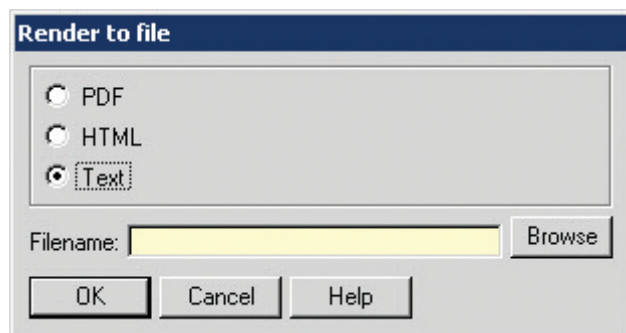 Render to file
PDF
HTML
Text
Filename: Browse
OK Cancel Help